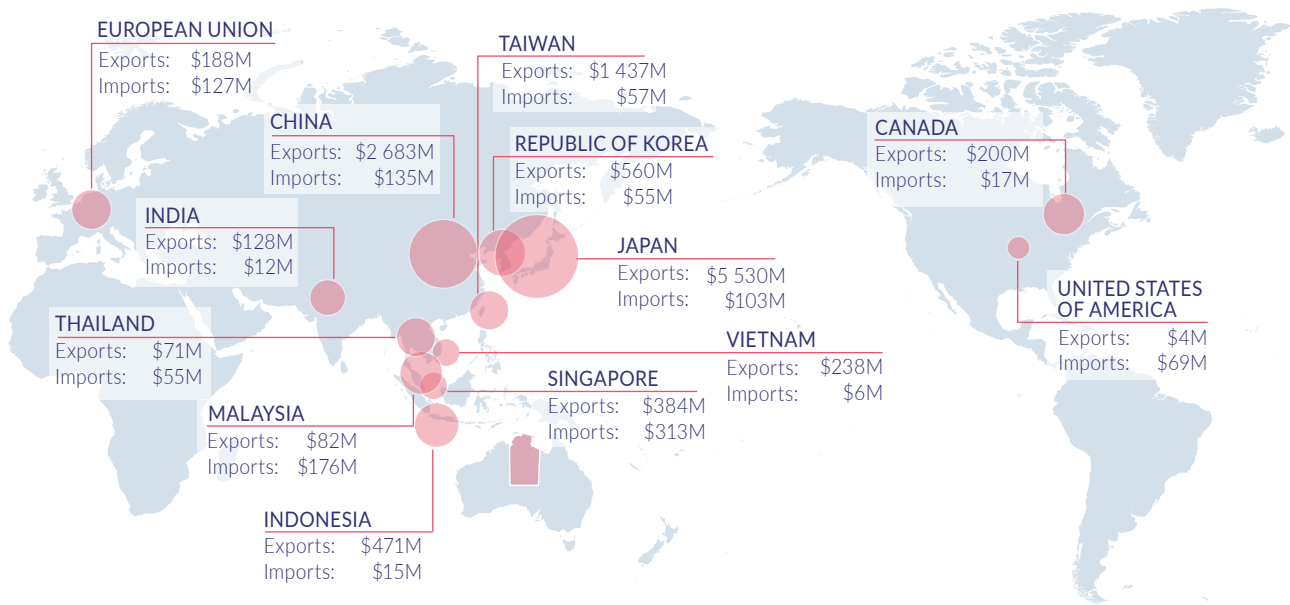 EUROPEAN UNION
Exports: $188M
Imports: $127M
TAIWAN
Exports: $1 437M
Imports: $57M
CHINA
Exports: $2 683M
Imports: $135M
REPUBLIC OF KOREA
Exports: $560M
Imports: $55M
CANADA
Exports: $200M
Imports: $17M
INDIA
Exports: $128M
Imports: $12M
JAPAN
Exports: $5 530M
Imports: $103M
UNITED STATES
OF AMERICA
Exports: $4M
Imports: $69M
THAILAND
Exports: $71M
Imports: $55M
VIETNAM
Exports: $238M
Imports: $6M
SINGAPORE
Exports: $384M
Imports: $313M
MALAYSIA
Exports: $82M
Imports: $176M
INDONESIA
Exports: $471M
Imports: $15M